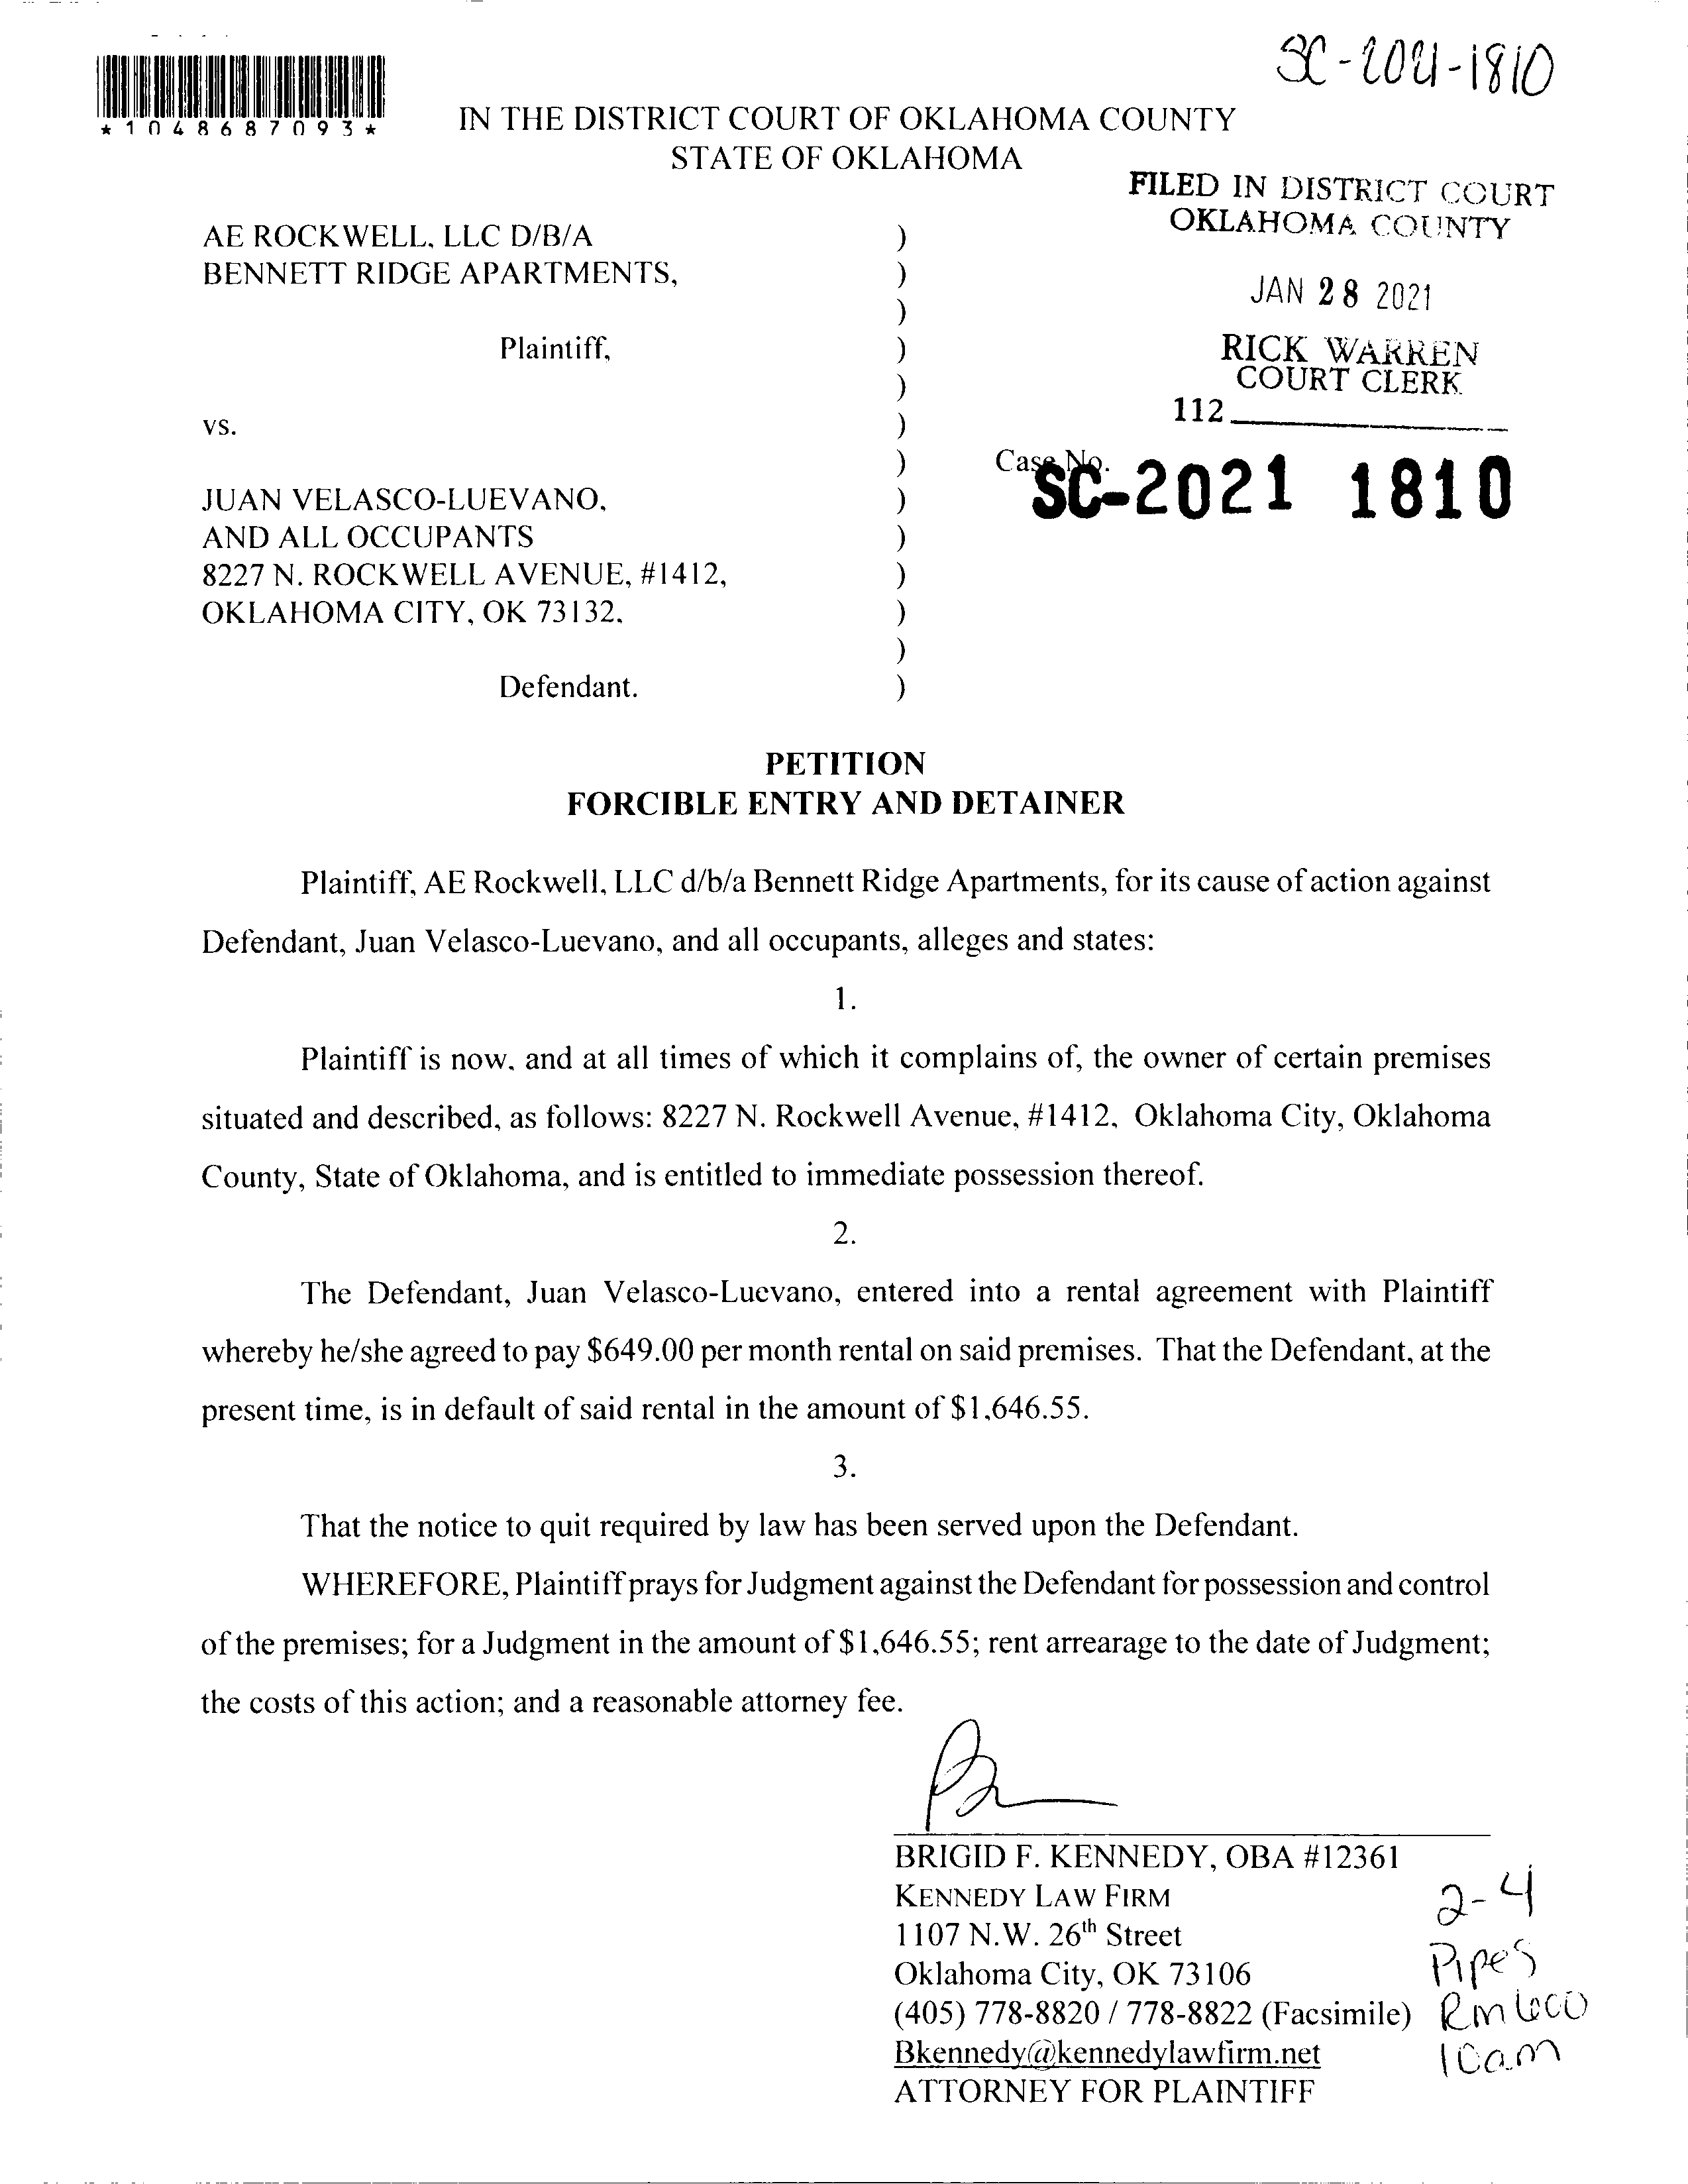 SC-2021-1810
*1048687093*
IN THE DISTRICT COURT OF OKLAHOMA COUNTY
STATE OF OKLAHOMA
FILED IN DISTRICT COURT
OKLAHOMA COUNTY
JAN 28 2021
RICK WARREN
COURT CLERK
112
AE ROCKWELL, LLC D/B/A )
BENNETT RIDGE APARTMENTS, )
)
Plaintiff, )
)
vs. )
) Case No.
SC-2021 1810
JUAN VELASCO-LUEVANO, )
AND ALL OCCUPANTS )
8227 N. ROCKWELL AVENUE, #1412, )
OKLAHOMA CITY, OK 73132, )
)
Defendant. )
PETITION
FORCIBLE ENTRY AND DETAINER
Plaintiff, AE Rockwell, LLC d/b/a Bennett Ridge Apartments, for its cause of action against
Defendant, Juan Velasco-Luevano, and all occupants, alleges and states:
1.
Plaintiff is now, and at all times of which it complains of, the owner of certain premises
situated and described, as follows: 8227 N. Rockwell Avenue, #1412, Oklahoma City, Oklahoma
County, State of Oklahoma, and is entitled to immediate possession thereof.
2.
The Defendant, Juan Velasco-Luevano, entered into a rental agreement with Plaintiff
whereby he/she agreed to pay $649.00 per month rental on said premises. That the Defendant, at the
present time, is in default of said rental in the amount of $1,646.55.
3.
That the notice to quit required by law has been served upon the Defendant.
WHEREFORE, Plaintiff prays for Judgment against the Defendant for possession and control
of the premises; for a Judgment in the amount of $1,646.55; rent arrearage to the date of Judgment;
the costs of this action; and a reasonable attorney fee.
BRIGID F. KENNEDY, OBA #12361
KENNEDY LAW FIRM
1107 N.W. 26th Street
Oklahoma City, OK 73106
(405) 778-8820 / 778-8822 (Facsimile)
Bkennedy@kennedylawfirm.net
ATTORNEY FOR PLAINTIFF
2-4
Pipes
Rm
10am